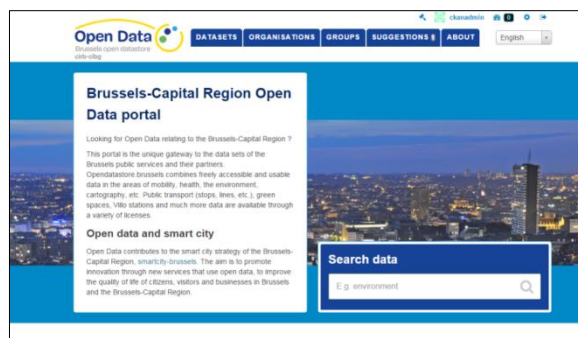 ckanadmin 0
Open Data
Brussels open datastore
cirb-cibg
DATASETS ORGANISATIONS GROUPS SUGGESTIONS ABOUT
English
Brussels-Capital Region Open
Data portal
Looking for Open Data relating to the Brussels-Capital Region ?
This portal is the unique gateway to the data sets of the
Brussels public services and their partners.
Opendatastore.brussels combines freely accessible and usable
data in the areas of mobility, health, the environment,
cartography, etc. Public transport (stops, lines, etc.), green
spaces, Villo stations and much more data are available through
a variety of licenses.
Open data and smart city
Open Data contributes to the smart city strategy of the Brussels-
Capital Region, smartcity-brussels. The aim is to promote
innovation through new services that use open data, to improve
the quality of life of citizens, visitors and businesses in Brussels
and the Brussels-Capital Region.
Search data
E.g. environment